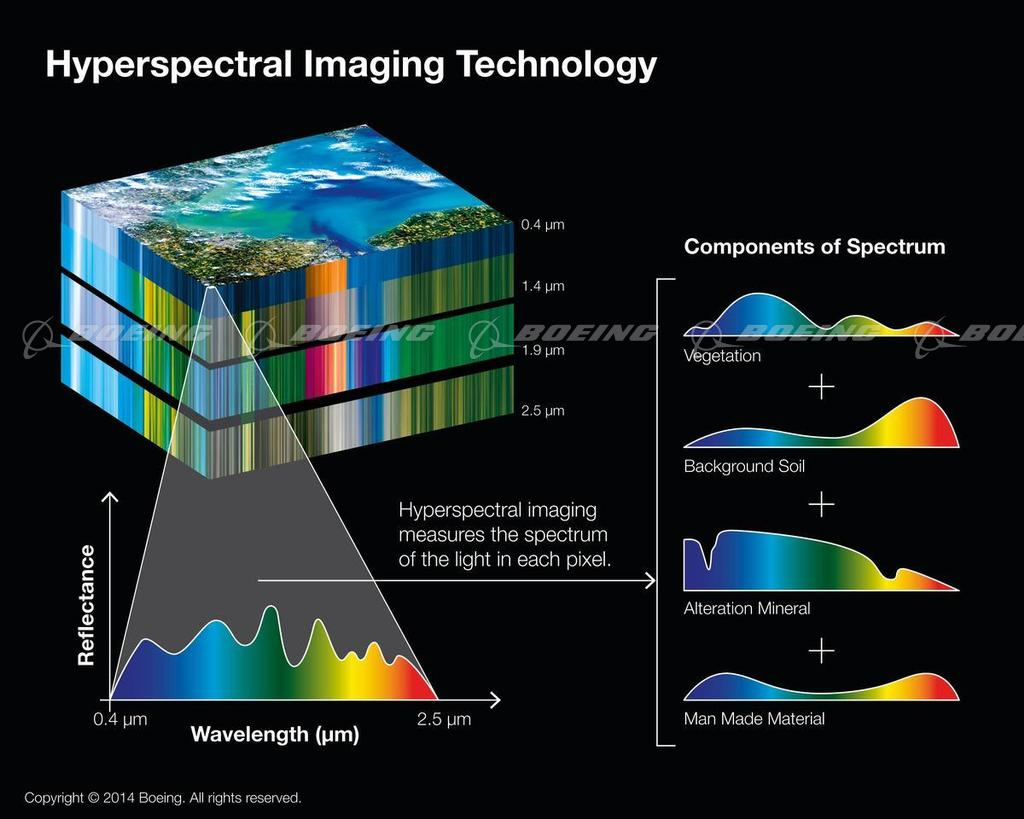 Hyperspectral Imaging Technology
0.4 µm
1.4 µm
1.9 µm
2.5 µm
BOEING BOEING BOEING BOEING BO
Components of Spectrum
Vegetation
+
Background Soil
+
Alteration Mineral
+
Man Made Material
Hyperspectral imaging
measures the spectrum
of the light in each pixel.
Reflectance
0.4 µm
2.5 µm
Wavelength (µm)
Copyright © 2014 Boeing. All rights reserved.